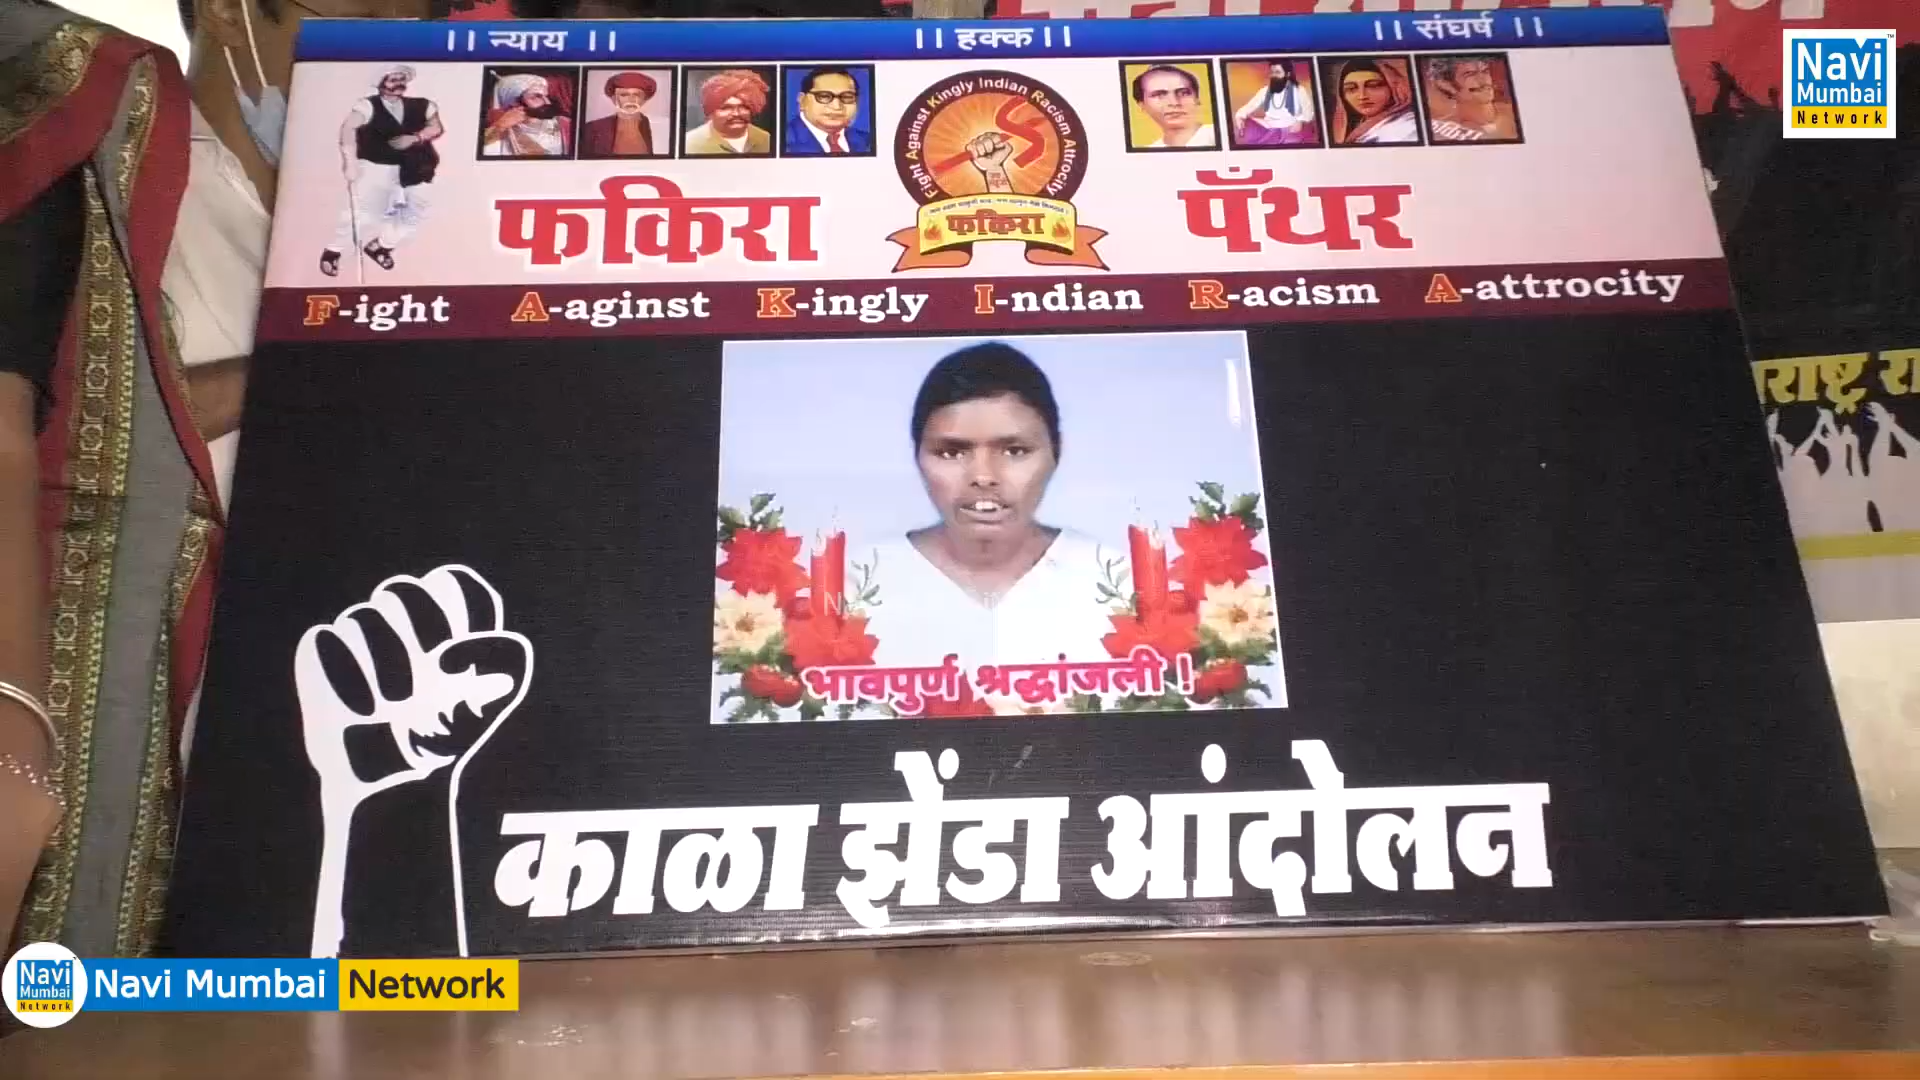 || न्याय || || हक्क || || संघर्ष ||
Navi
Mumbai
Network
Fight Against Kingly Indian Racism Attrocity
फकिरा
फकिरा पँथर
F-ight A-aginst K-ingly I-ndian R-acism A-attrocity
भावपुर्ण श्रद्धांजली !
काळा झेंडा आंदोलन
Navi
Mumbai
Network
Navi Mumbai Network